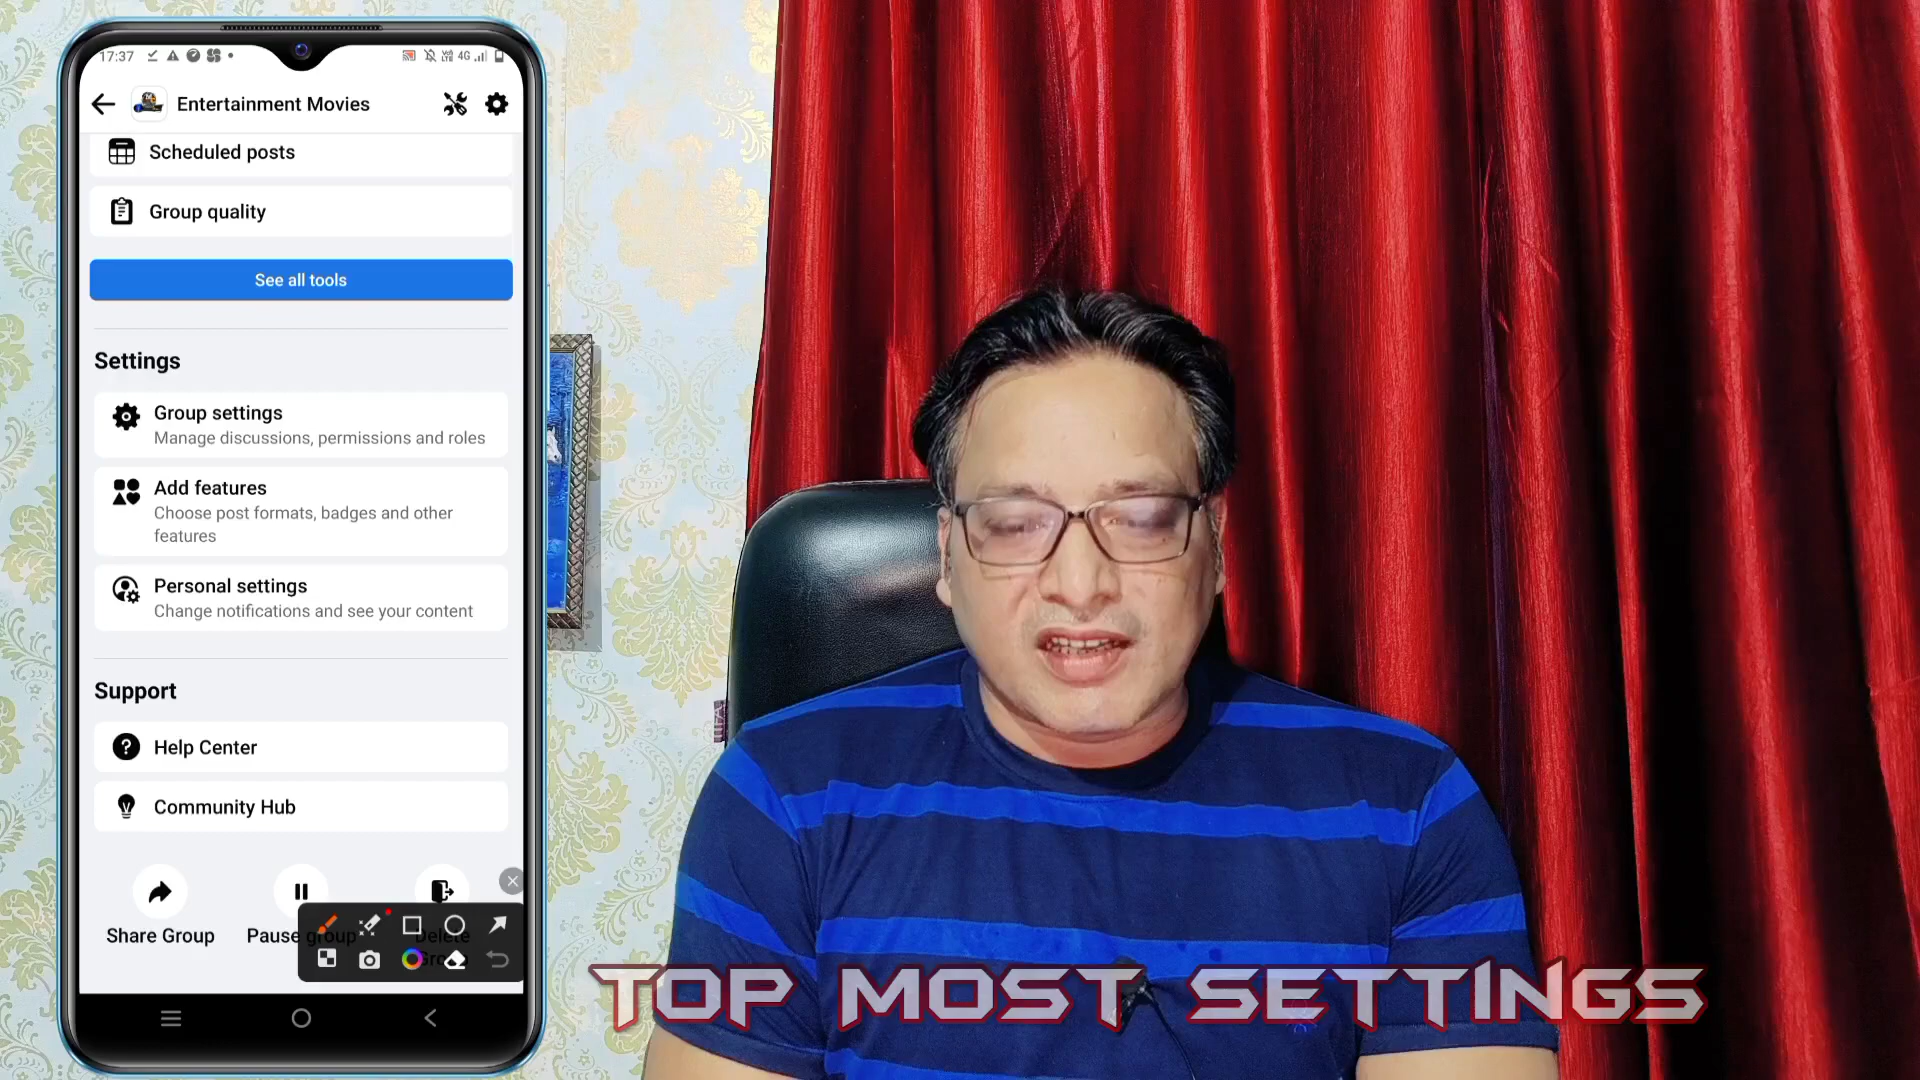 17:37
4G
Entertainment Movies
Scheduled posts
Group quality
See all tools
Settings
Group settings
Manage discussions, permissions and roles
Add features
Choose post formats, badges and other
features
Personal settings
Change notifications and see your content
Support
Help Center
Community Hub
Share Group
Pause group
Delete
TOP MOST SETTINGS